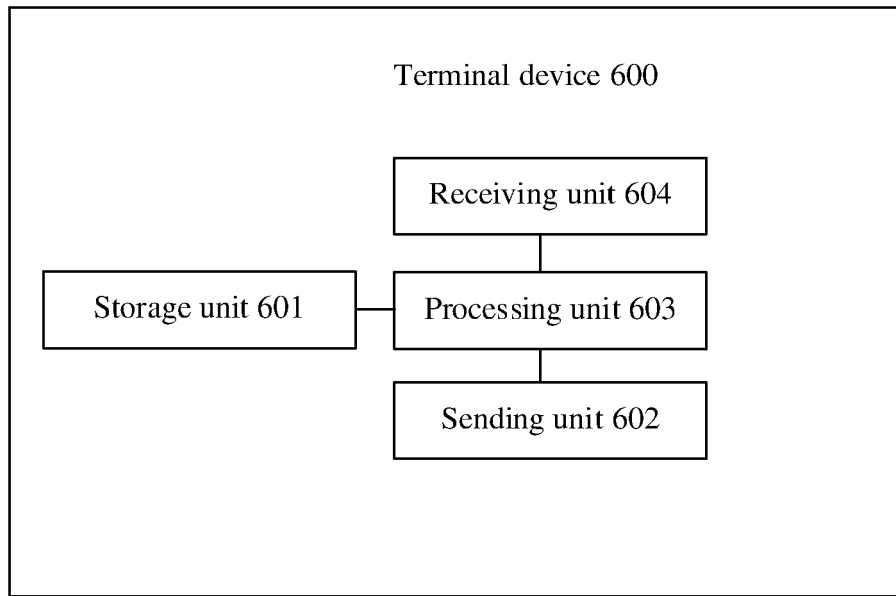 Terminal device 600
Receiving unit 604
Storage unit 601
Processing unit 603
Sending unit 602